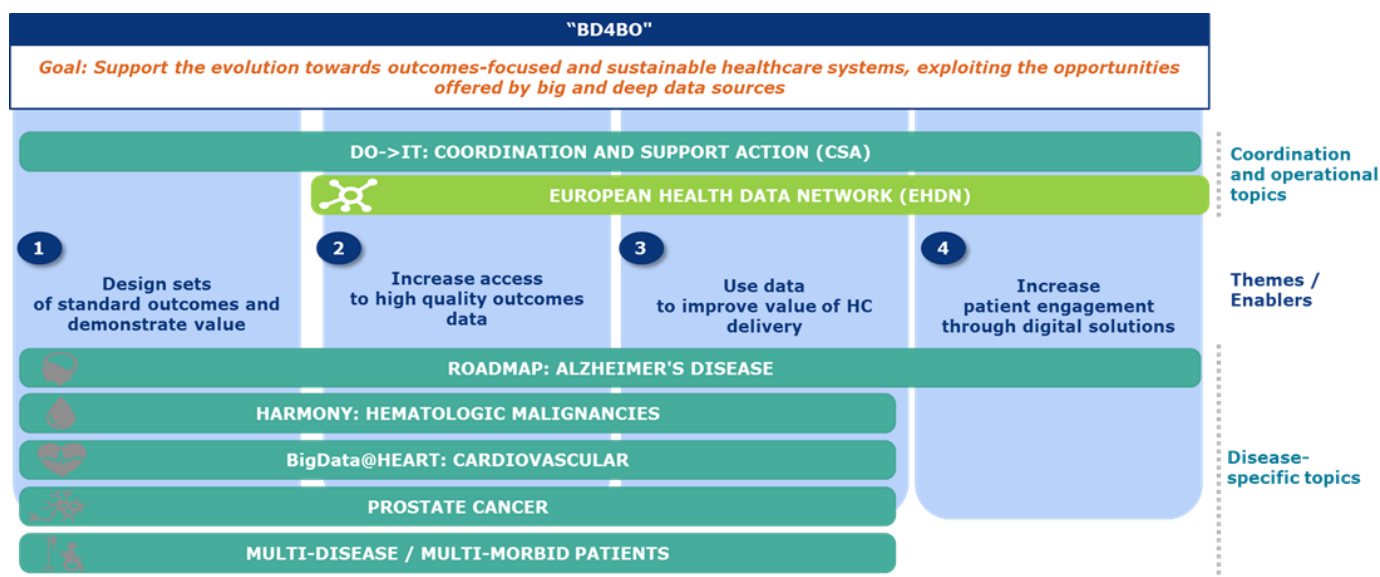 “BD4BO"
Goal: Support the evolution towards outcomes-focused and sustainable healthcare systems, exploiting the opportunities
offered by big and deep data sources
DO->IT: COORDINATION AND SUPPORT ACTION (CSA)
EUROPEAN HEALTH DATA NETWORK (EHDN)
Coordination
and operational
topics
1
Design sets
of standard outcomes and
demonstrate value
2
Increase access
to high quality outcomes
data
3
Use data
to improve value of HC
delivery
4
Increase
patient engagement
through digital solutions
Themes /
Enablers
ROADMAP: ALZHEIMER'S DISEASE
HARMONY: HEMATOLOGIC MALIGNANCIES
BigData@HEART: CARDIOVASCULAR
PROSTATE CANCER
MULTI-DISEASE / MULTI-MORBID PATIENTS
Disease-
specific topics